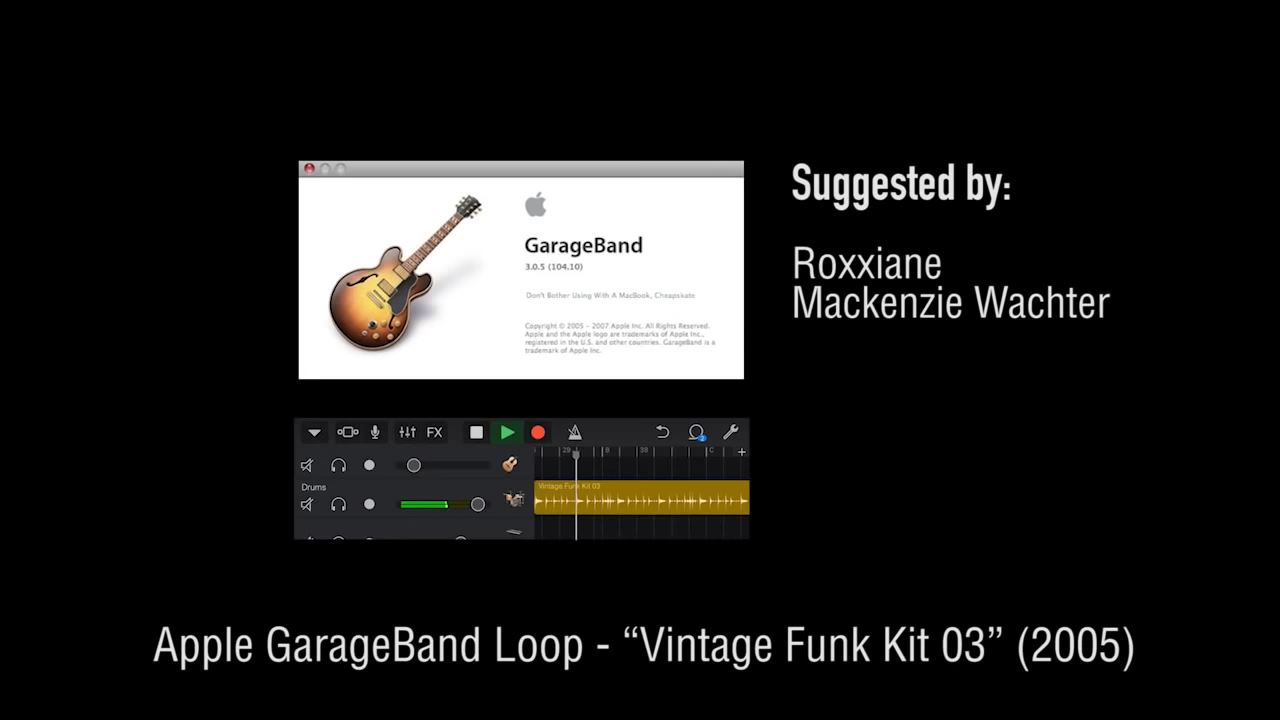 Suggested by:
Roxxiane
Mackenzie Wachter
GarageBand
3.0.5 (104.10)
Don't Bother Using With A MacBook, Cheapskate
Copyright © 2005 – 2007 Apple Inc. All Rights Reserved.
Apple and the Apple logo are trademarks of Apple Inc.,
registered in the U.S. and other countries. GarageBand is a
trademark of Apple Inc.
FX
2
29
38
Drums
Vintage Funk Kit 03
Apple GarageBand Loop - “Vintage Funk Kit 03” (2005)